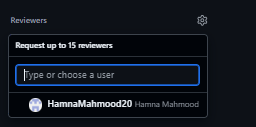 Reviewers
Request up to 15 reviewers
Type or choose a user
HamnaMahmood20 Hamna Mahmood